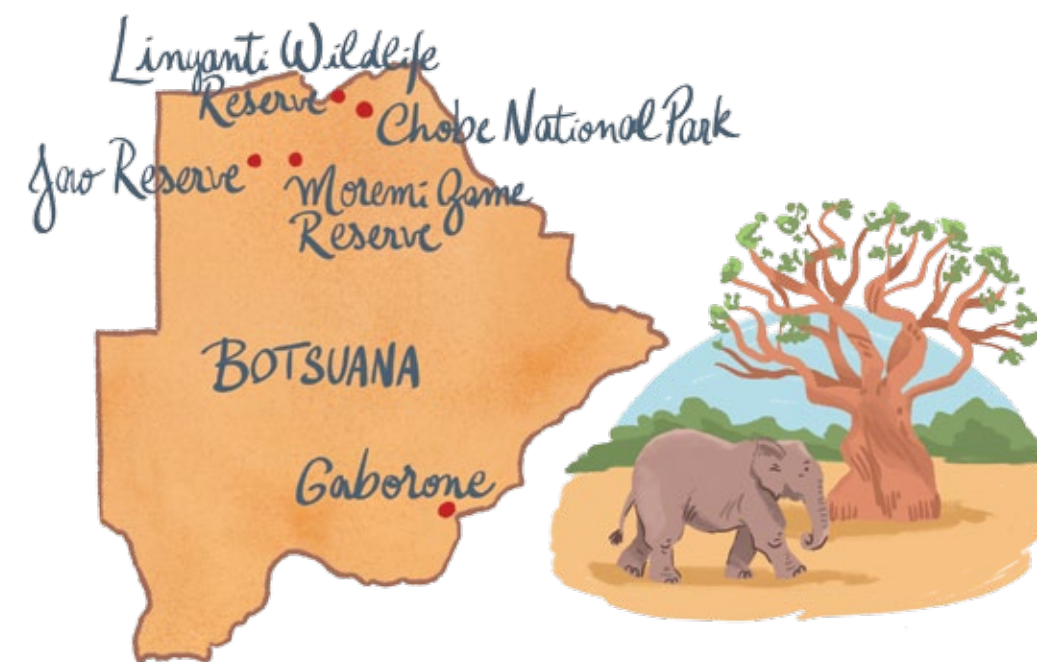 Linyanti Wildlife
Reserve
Chobe National Park
Jao Reserve
Moremi Game
Reserve
BOTSUANA
Gaborone